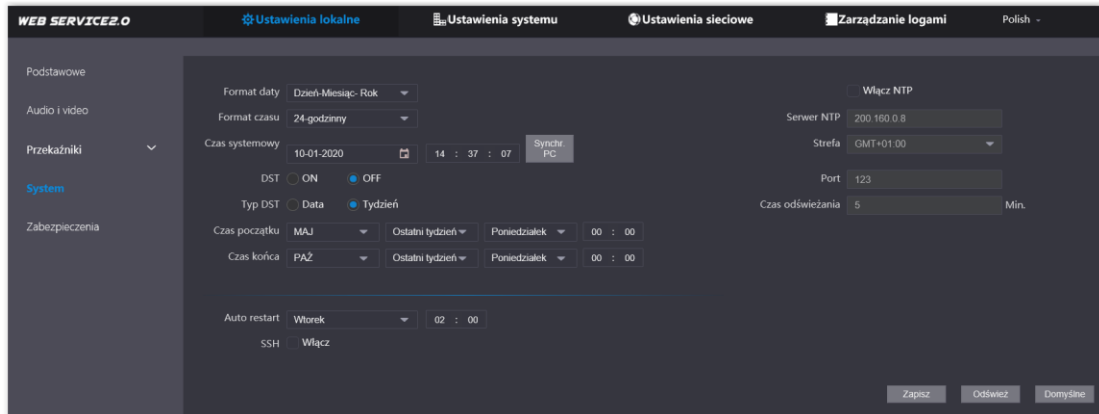 WEB SERVICE2.0 Ustawienia lokalne Ustawienia systemu Ustawienia sieciowe Zarządzanie logami Polish
Podstawowe
Audio i video
Przekaźniki
System
Zabezpieczenia
Format daty Dzień-Miesiąc- Rok
Format czasu 24-godzinny
Czas systemowy 10-01-2020 14 : 37 : 07 Synchr. PC
DST ON OFF
Typ DST Data Tydzień
Czas początku MAJ Ostatni tydzień Poniedziałek 00 : 00
Czas końca PAŹ Ostatni tydzień Poniedziałek 00 : 00
Auto restart Wtorek 02 : 00
SSH Włącz
Włącz NTP
Serwer NTP 200.160.0.8
Strefa GMT+01:00
Port 123
Czas odświeżania 5 Min.
Zapisz Odśwież Domyślne